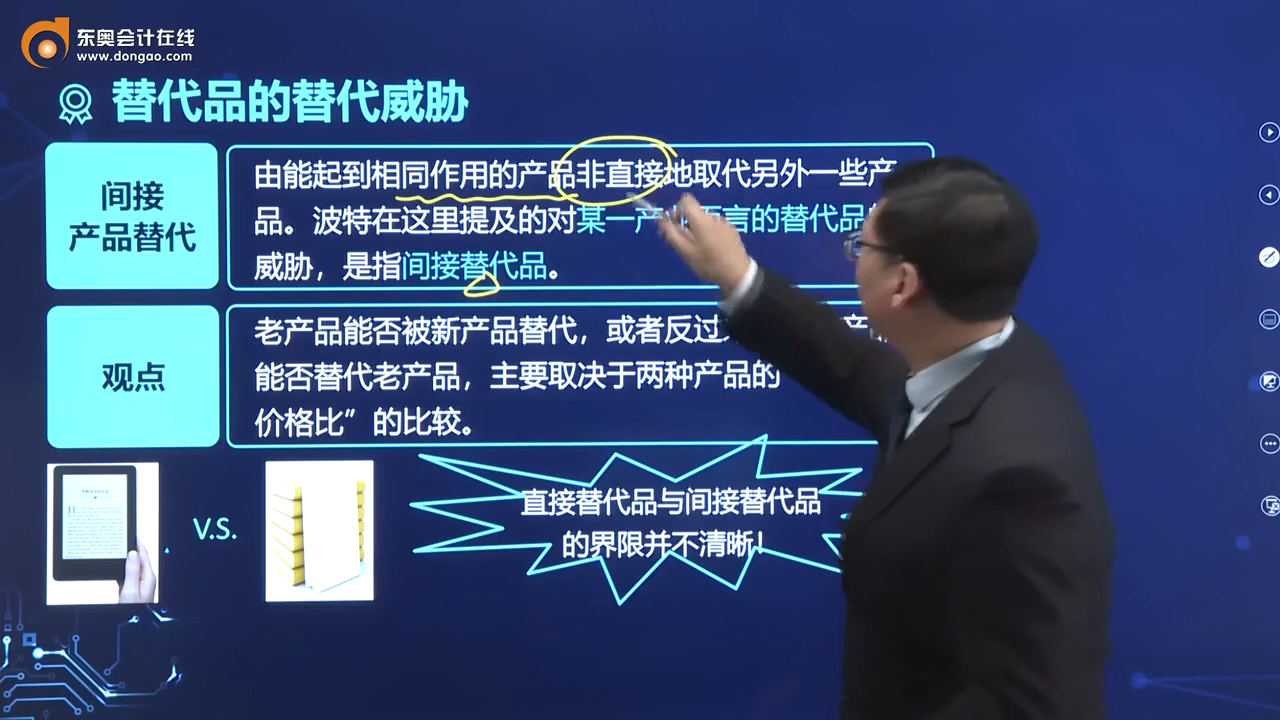 东奥会计在线
www.dongao.com
替代品的替代威胁
间接
产品替代
由能起到相同作用的产品非直接地取代另外一些产
品。波特在这里提及的对某一产 言的替代品
威胁，是指间接替代品。
观点
老产品能否被新产品替代，或者反过
能否替代老产品，主要取决于两种产品的
价格比”的比较。
V.S.
直接替代品与间接替代品
的界限并不清晰！